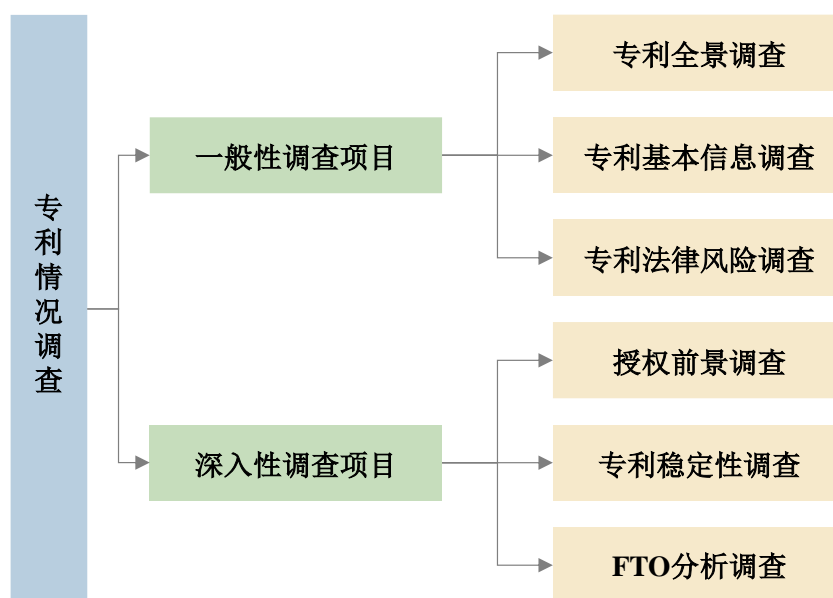 专利情况调查
一般性调查项目
专利全景调查
专利基本信息调查
专利法律风险调查
深入性调查项目
授权前景调查
专利稳定性调查
FTO分析调查